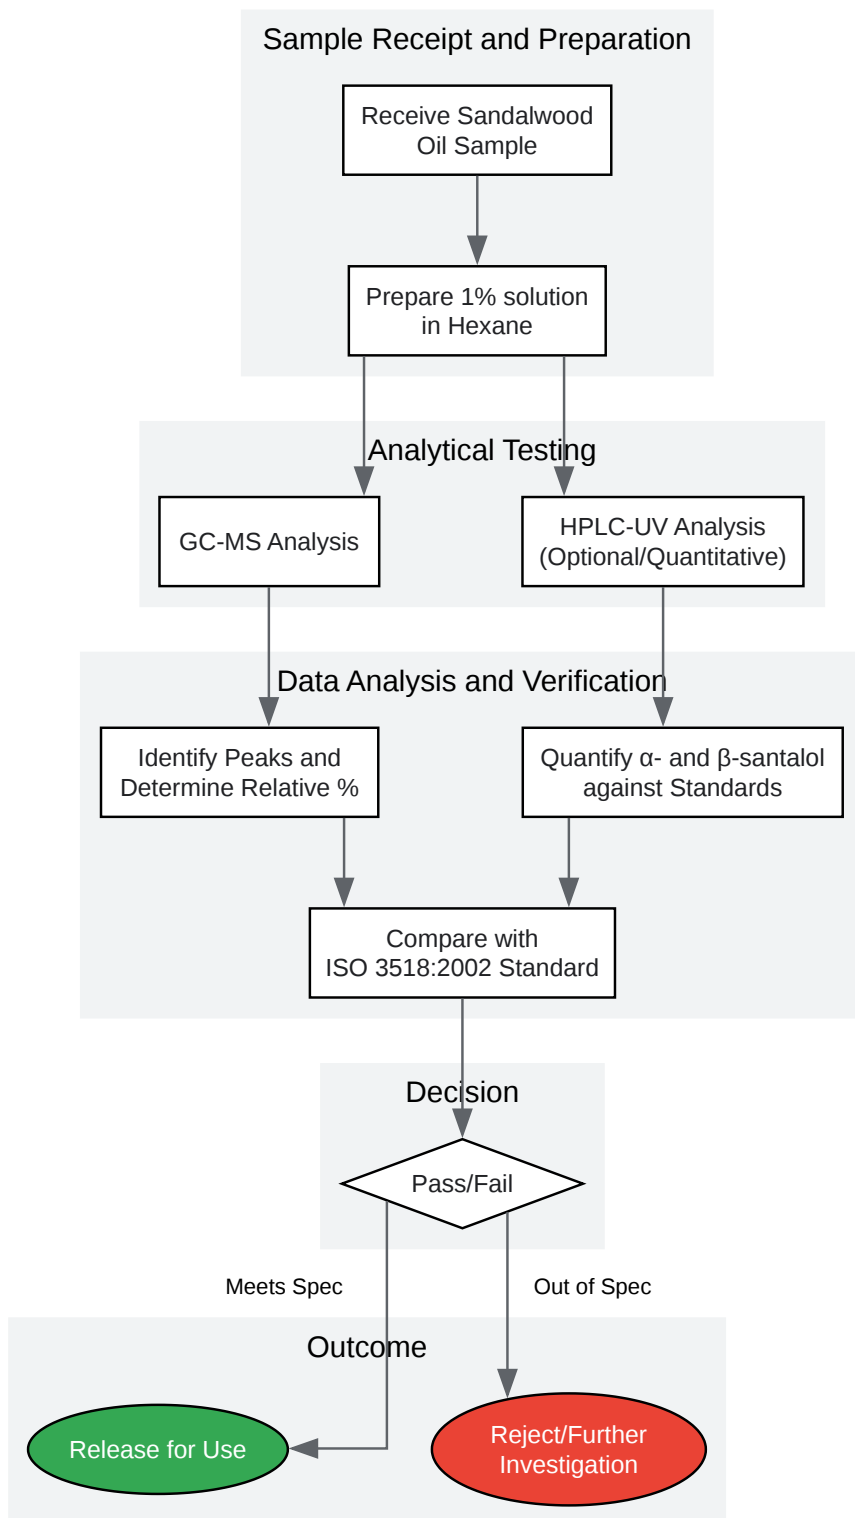 Sample Receipt and Preparation
Receive Sandalwood
Oil Sample
Prepare 1% solution
in Hexane
Analytical Testing
GC-MS Analysis
HPLC-UV Analysis
(Optional/Quantitative)
Data Analysis and Verification
Identify Peaks and
Determine Relative %
Quantify α- and β-santalol
against Standards
Compare with
ISO 3518:2002 Standard
Decision
Pass/Fail
Meets Spec
Out of Spec
Outcome
Release for Use
Reject/Further
Investigation